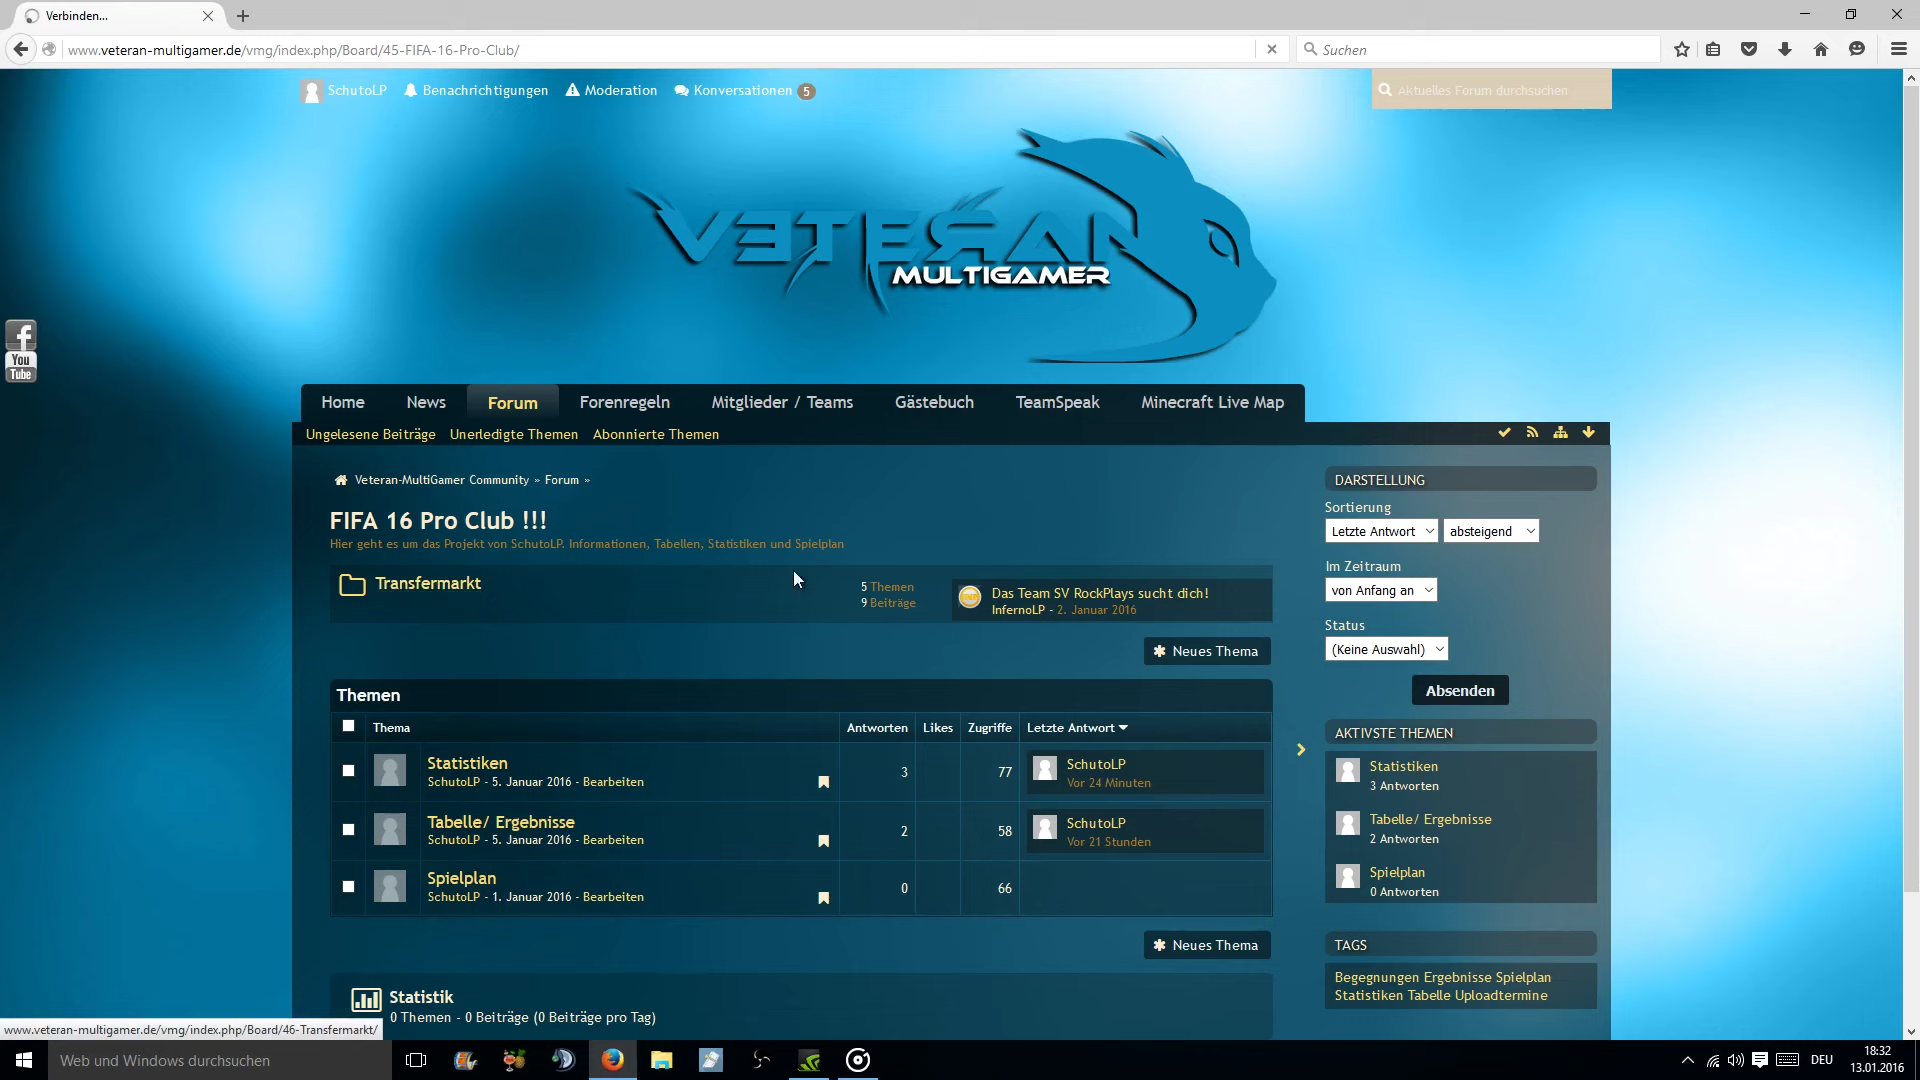 Verbinden...
www.veteran-multigamer.de/vmg/index.php/Board/45-FIFA-16-Pro-Club/
Suchen
SchutoLP Benachrichtigungen Moderation Konversationen 5
Aktuelles Forum durchsuchen
VETERAN
MULTIGAMER
You
Tube
Home News Forum Forenregeln Mitglieder / Teams Gästebuch TeamSpeak Minecraft Live Map
Ungelesene Beiträge Unerledigte Themen Abonnierte Themen
Veteran-MultiGamer Community » Forum »
FIFA 16 Pro Club !!!
Hier geht es um das Projekt von SchutoLP. Informationen, Tabellen, Statistiken und Spielplan
Transfermarkt
5 Themen
9 Beiträge
Das Team SV RockPlays sucht dich!
InfernoLP - 2. Januar 2016
Neues Thema
Themen
Thema Antworten Likes Zugriffe Letzte Antwort
Statistiken
SchutoLP - 5. Januar 2016 - Bearbeiten
3 77
SchutoLP
Vor 24 Minuten
Tabelle/ Ergebnisse
SchutoLP - 5. Januar 2016 - Bearbeiten
2 58
SchutoLP
Vor 21 Stunden
Spielplan
SchutoLP - 1. Januar 2016 - Bearbeiten
0 66
Neues Thema
Statistik
0 Themen - 0 Beiträge (0 Beiträge pro Tag)
DARSTELLUNG
Sortierung
Letzte Antwort absteigend
Im Zeitraum
von Anfang an
Status
(Keine Auswahl)
Absenden
AKTIVSTE THEMEN
Statistiken
3 Antworten
Tabelle/ Ergebnisse
2 Antworten
Spielplan
0 Antworten
TAGS
Begegnungen Ergebnisse Spielplan
Statistiken Tabelle Uploadtermine
www.veteran-multigamer.de/vmg/index.php/Board/46-Transfermarkt/
Web und Windows durchsuchen
DEU
18:32
13.01.2016